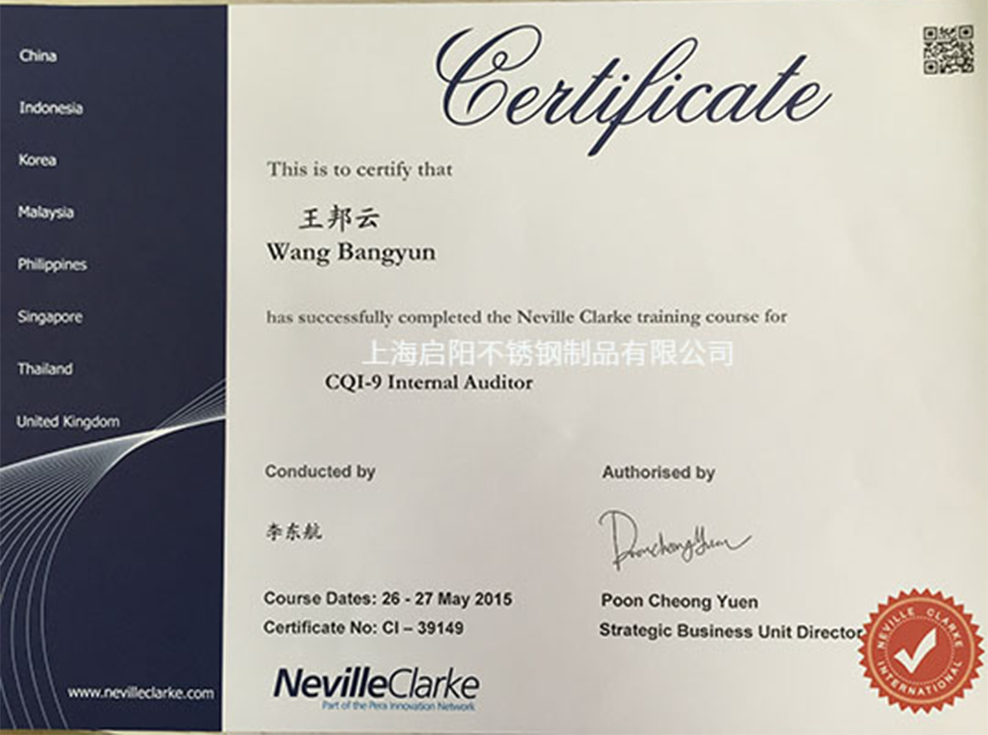 China
Indonesia
Korea
Malaysia
Philippines
Singapore
Thailand
United Kingdom
www.nevilleclarke.com
Certificate
This is to certify that
王邦云
Wang Bangyun
has successfully completed the Neville Clarke training course for
上海启阳不锈钢制品有限公司
CQI-9 Internal Auditor
Conducted by
Authorised by
李东航
PoonCheongYuen
Course Dates: 26 - 27 May 2015
Poon Cheong Yuen
Certificate No: CI – 39149
Strategic Business Unit Director
NevilleClarke
Part of the Pera Innovation Network
NEVILLE CLARKE
INTERNATIONAL